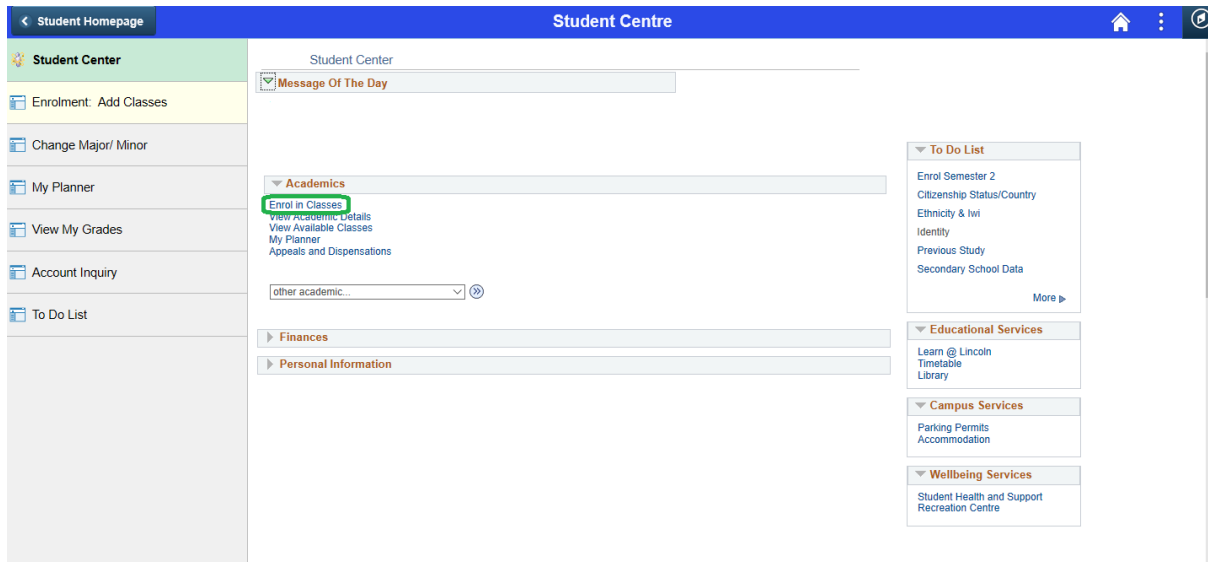 Student Homepage
Student Centre
Student Center
Enrolment: Add Classes
Change Major/ Minor
My Planner
View My Grades
Account Inquiry
To Do List
Student Center
Message Of The Day
Academics
Enrol in Classes
View Academic Details
View Available Classes
My Planner
Appeals and Dispensations
other academic...
Finances
Personal Information
To Do List
Enrol Semester 2
Citizenship Status/Country
Ethnicity & Iwi
Identity
Previous Study
Secondary School Data
More
Educational Services
Learn @ Lincoln
Timetable
Library
Campus Services
Parking Permits
Accommodation
Wellbeing Services
Student Health and Support
Recreation Centre